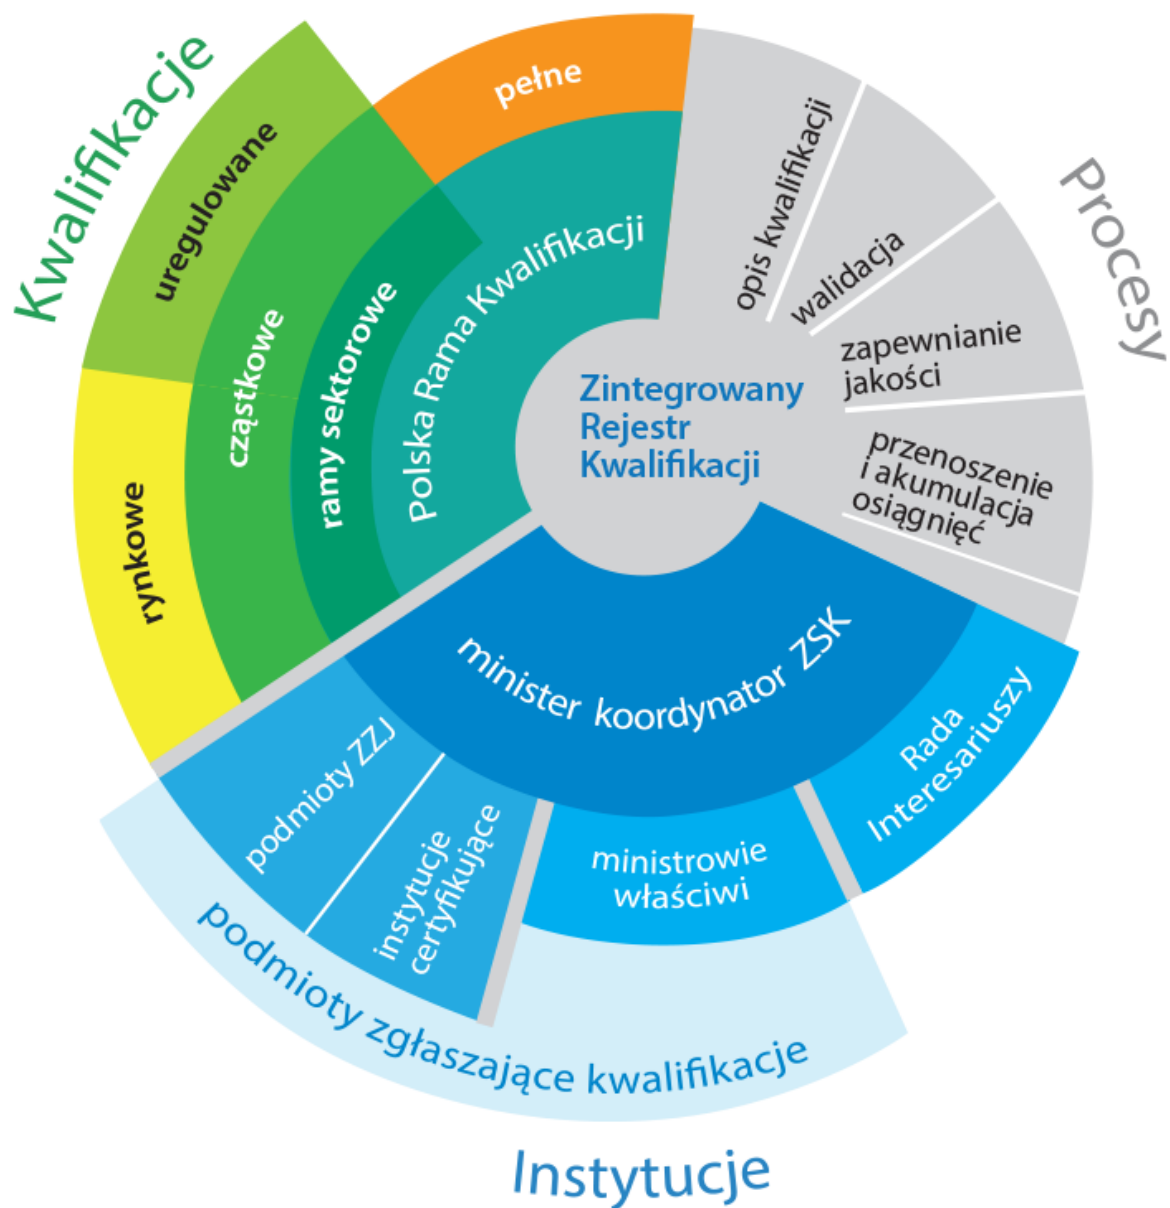 Kwalifikacje
uregulowane
rynkowe
cząstkowe
pełne
ramy sektorowe
Polska Rama Kwalifikacji
Zintegrowany
Rejestr
Kwalifikacji
Procesy
opis kwalifikacji
walidacja
zapewnianie
jakości
przenoszenie
i akumulacja
osiągnięć
minister koordynator ZSK
Rada
Interesariuszy
ministrowie
właściwi
instytucje
certyfikujące
podmioty ZZJ
podmioty zgłaszające kwalifikacje
Instytucje